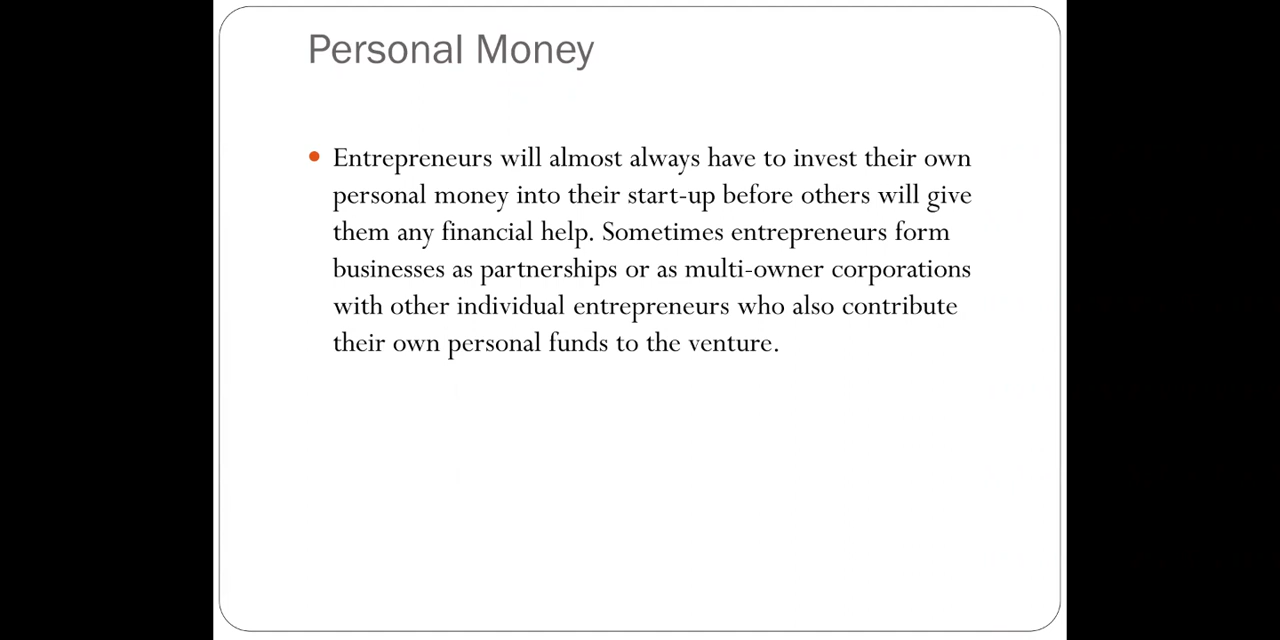 Personal Money
• Entrepreneurs will almost always have to invest their own
personal money into their start-up before others will give
them any financial help. Sometimes entrepreneurs form
businesses as partnerships or as multi-owner corporations
with other individual entrepreneurs who also contribute
their own personal funds to the venture.